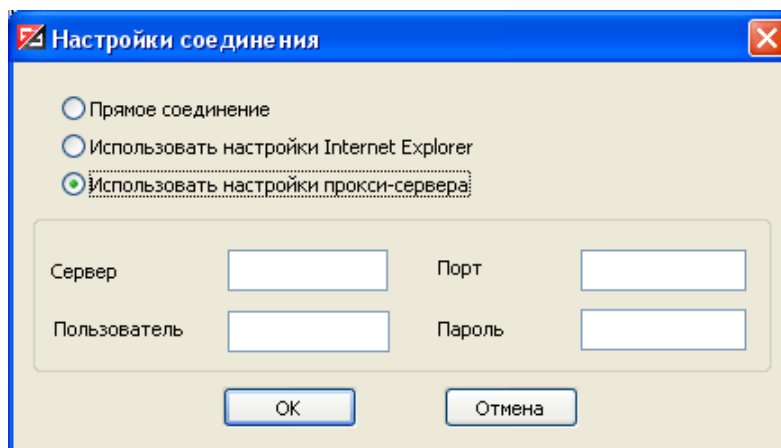 Настройки соединения
Прямое соединение
Использовать настройки Internet Explorer
Использовать настройки прокси-сервера
Сервер Порт
Пользователь Пароль
OK Отмена